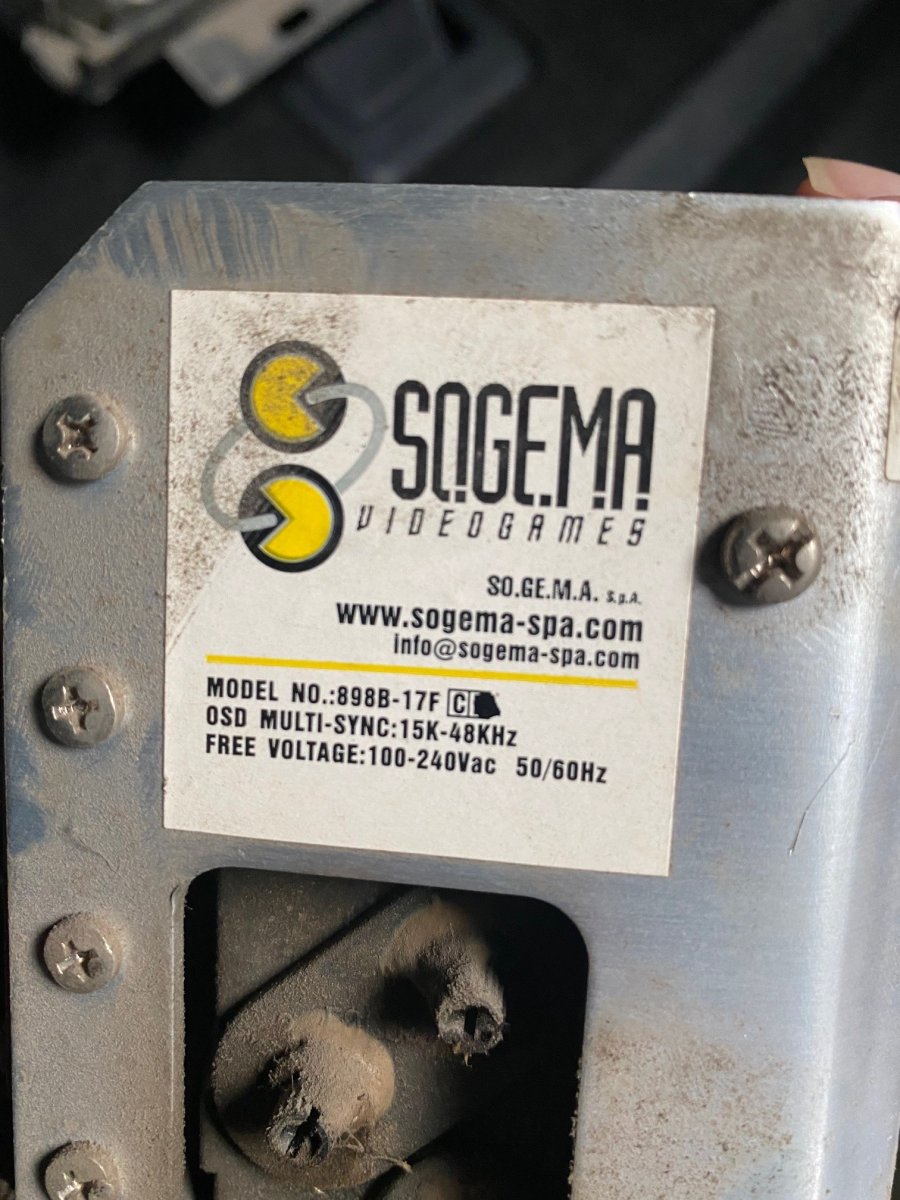 SO.GE.M.A
VIDEOGAMES
SO.GE.M.A. S.p.A.
www.sogema-spa.com
info@sogema-spa.com
MODEL NO.:898B-17F C
OSD MULTI-SYNC:15K-48KHz
FREE VOLTAGE:100-240Vac 50/60Hz